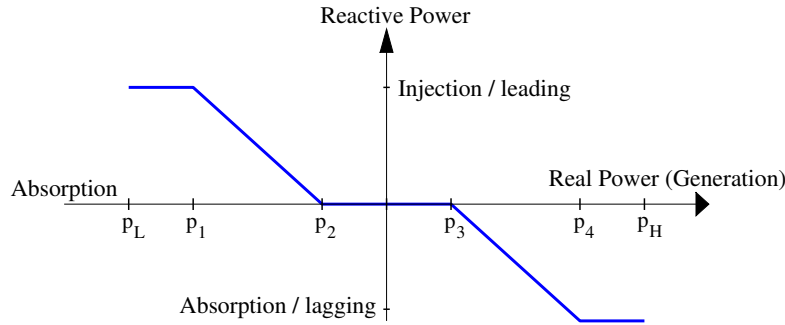 Reactive Power
Injection / leading
Absorption
Real Power (Generation)
p_L p_1 p_2 p_3 p_4 p_H
Absorption / lagging